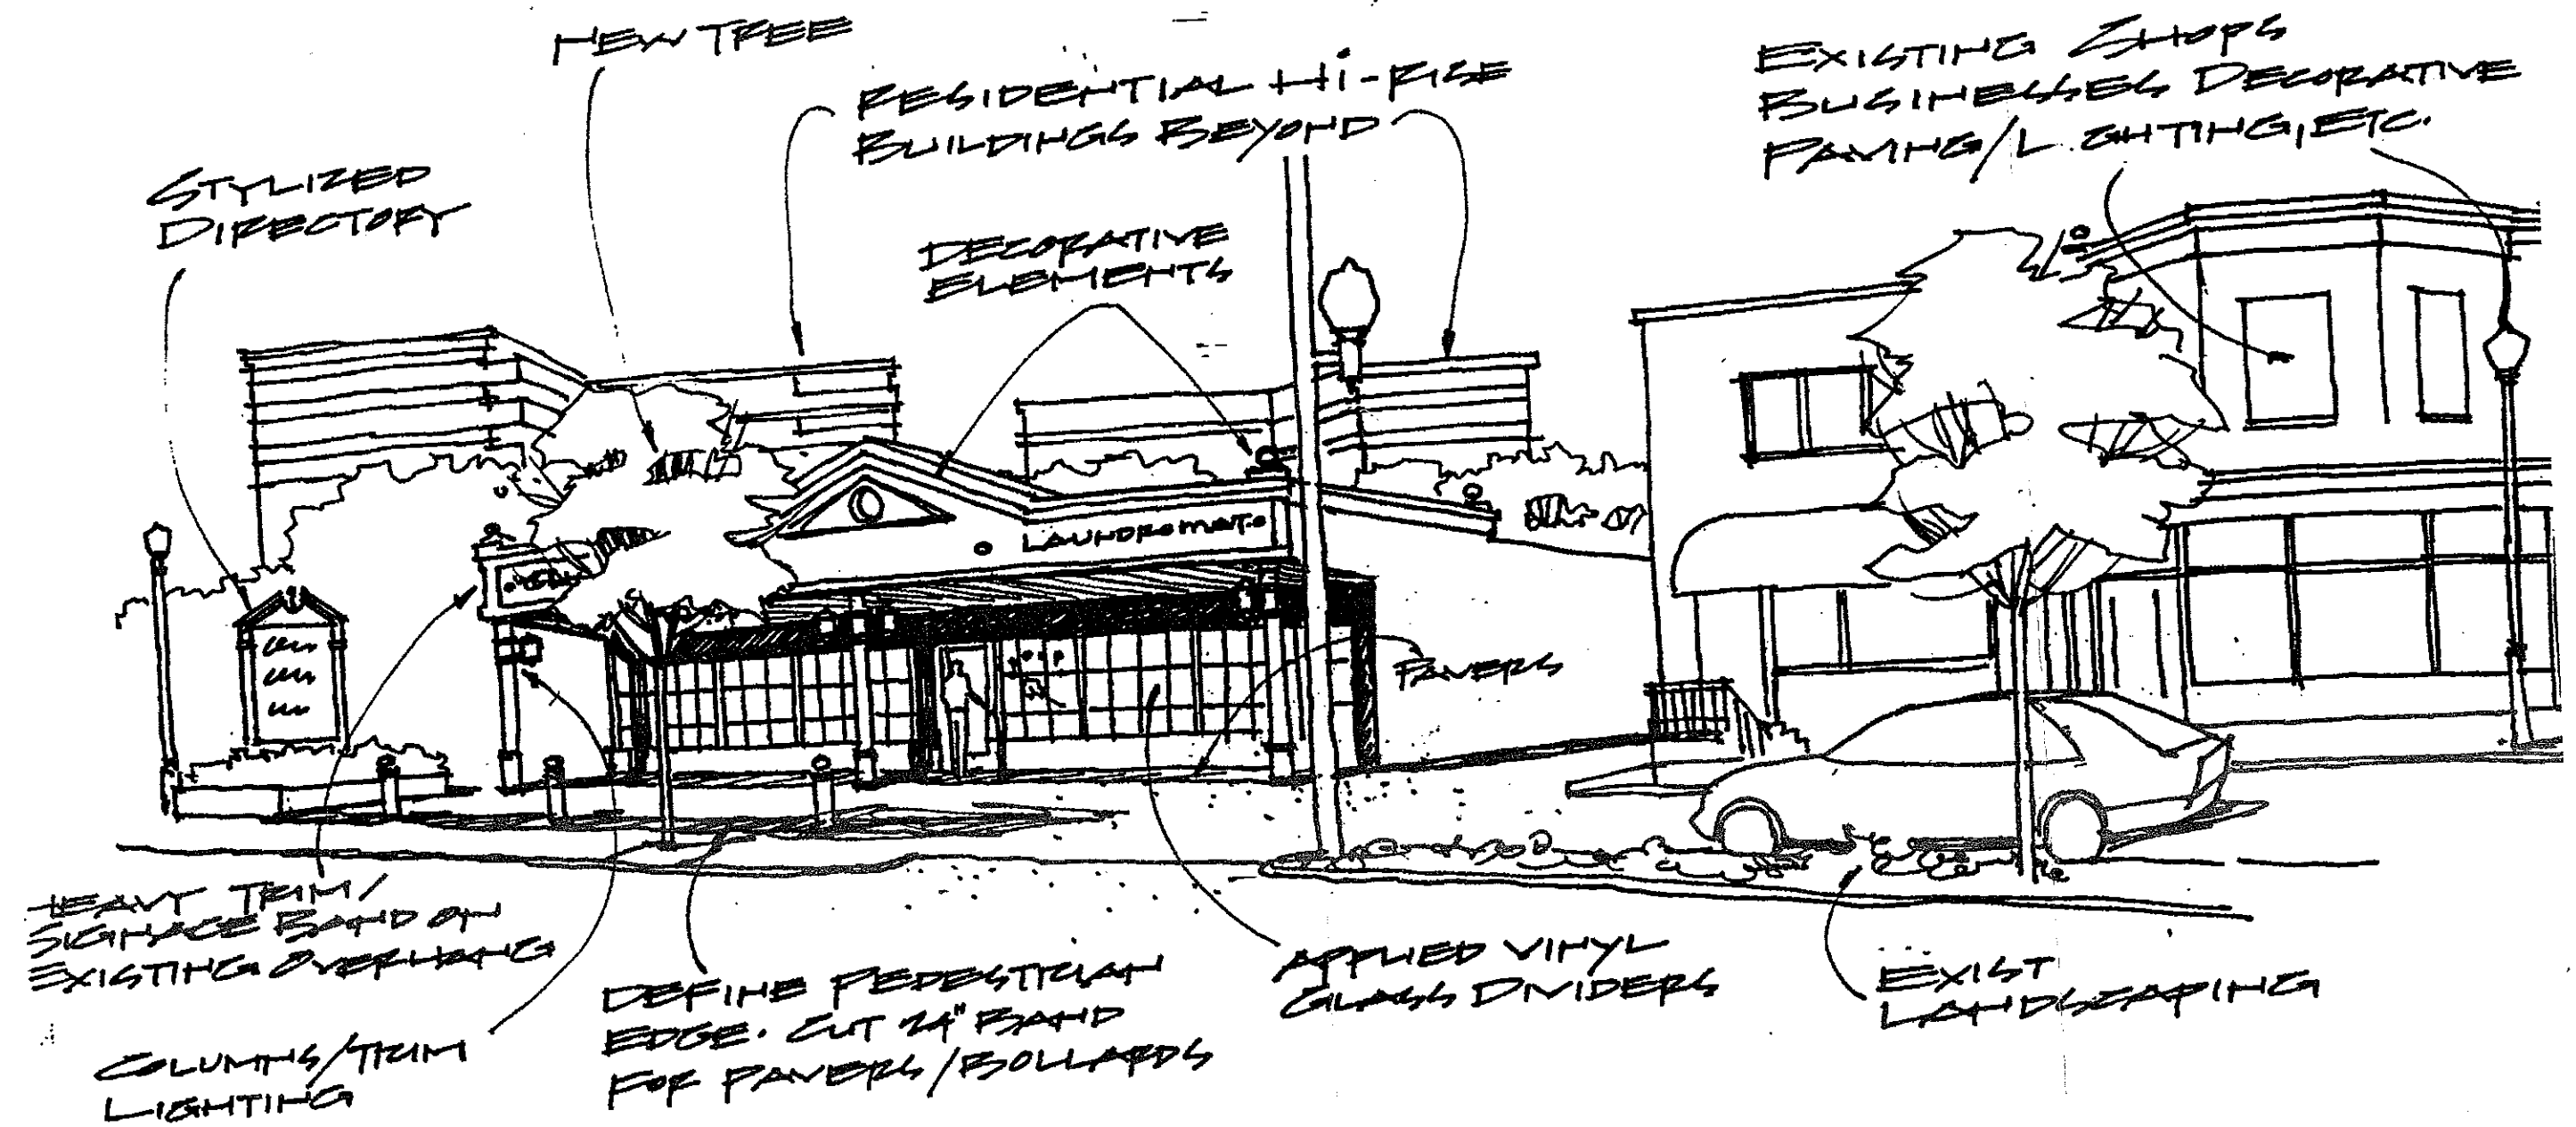 NEW TREE
RESIDENTIAL HI-RISE
BUILDINGS BEYOND
EXISTING SHOPS
BUSINESSES DECORATIVE
PAVING/L GHTING, ETC.
STYLIZED
DIRECTORY
DECORATIVE
ELEMENTS
LAUNDROMAT
PAVERS
HEAVY TRIM/
SIGNAGE BAND ON
EXISTING OVERHANG
COLUMNS/TRIM
LIGHTING
DEFINE PEDESTRIAN
EDGE. CUT 24" BAND
FOR PAVERS/BOLLARDS
APPLIED VINYL
GLASS DIVIDERS
EXIST
LANDSCAPING